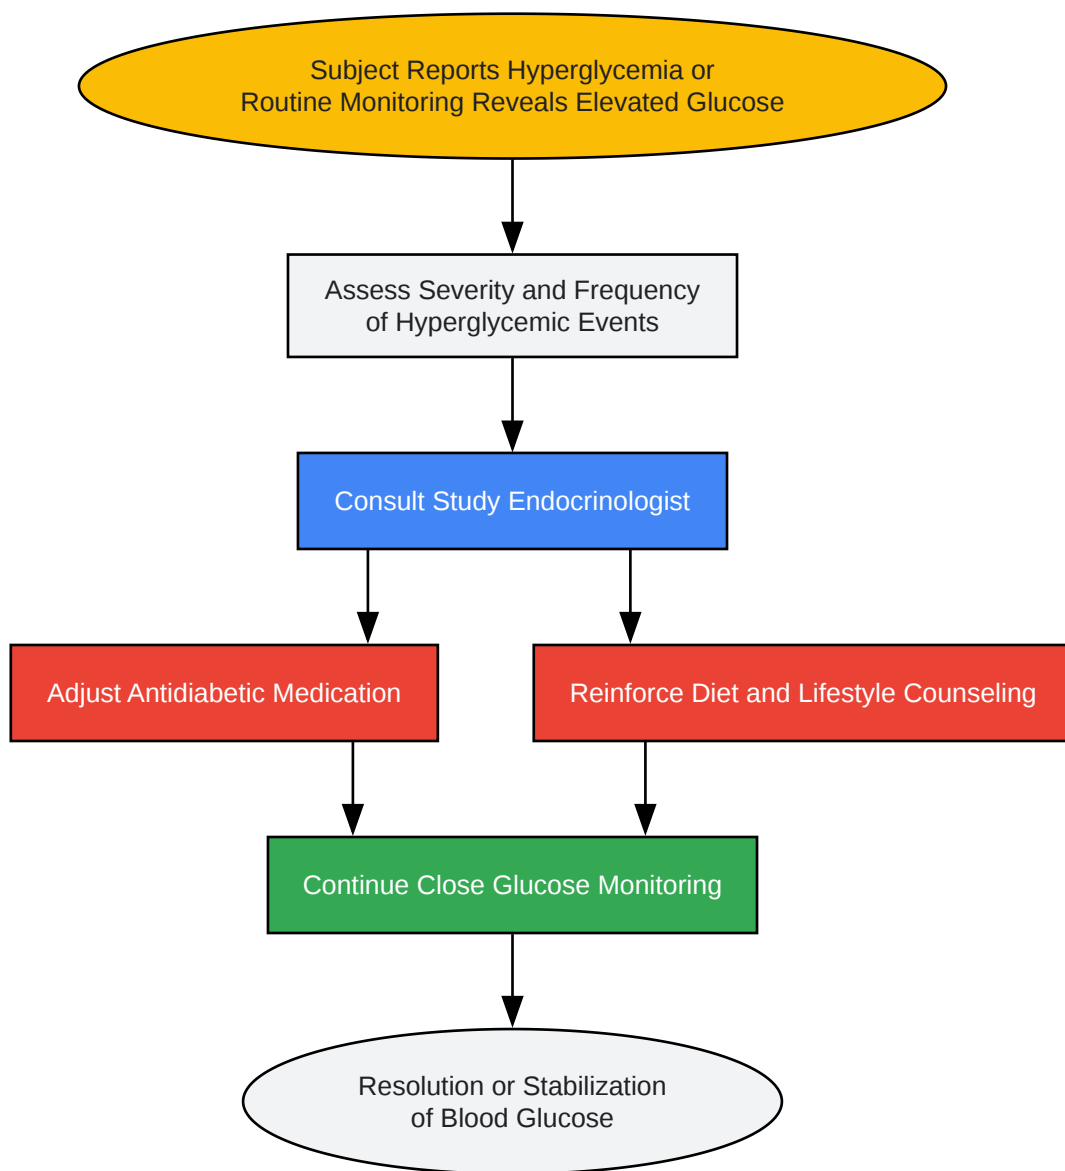 Subject Reports Hyperglycemia or
Routine Monitoring Reveals Elevated Glucose
Assess Severity and Frequency
of Hyperglycemic Events
Consult Study Endocrinologist
Adjust Antidiabetic Medication
Reinforce Diet and Lifestyle Counseling
Continue Close Glucose Monitoring
Resolution or Stabilization
of Blood Glucose